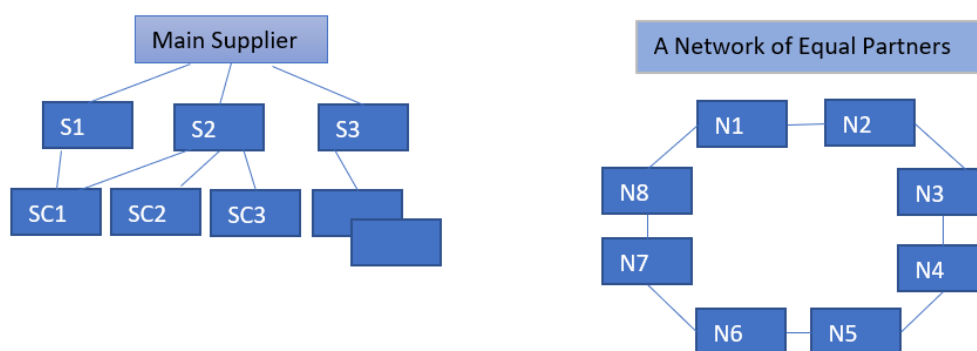 Main Supplier
S1
S2
S3
SC1
SC2
SC3
A Network of Equal Partners
N1
N2
N8
N3
N7
N4
N6
N5